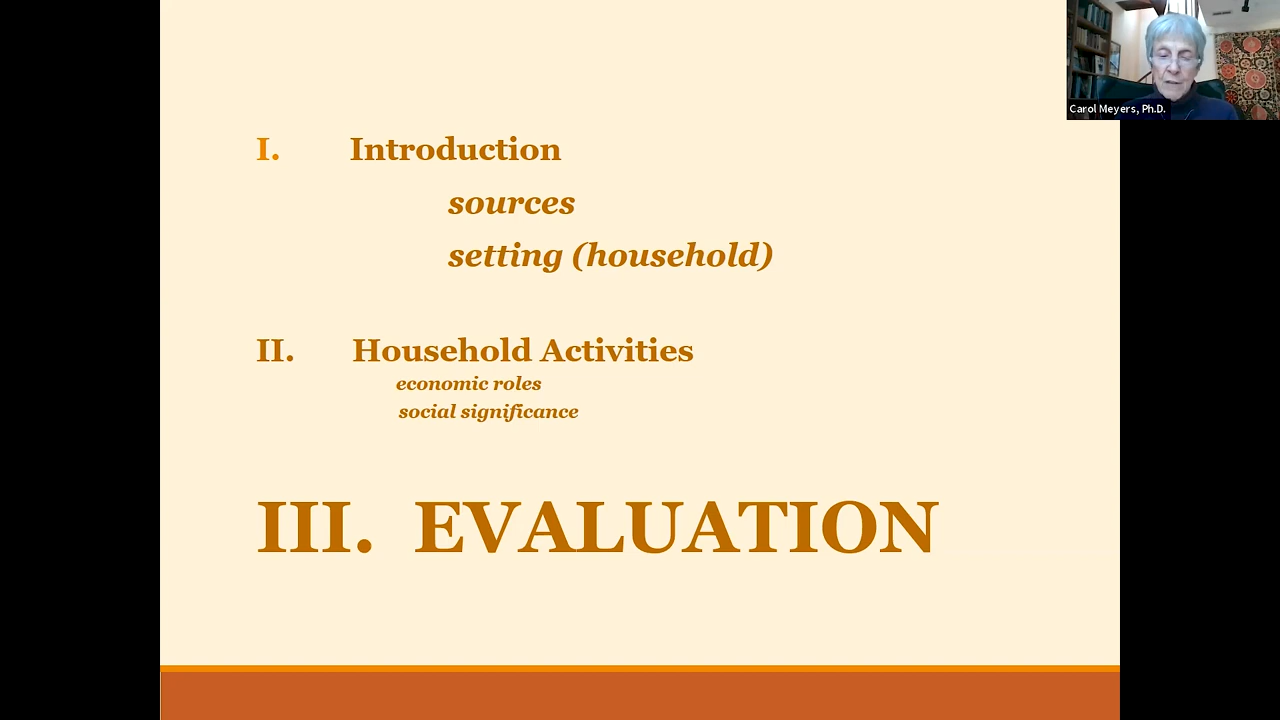 Carol Meyers, Ph.D.
I. Introduction
sources
setting (household)
II. Household Activities
economic roles
social significance
III. EVALUATION